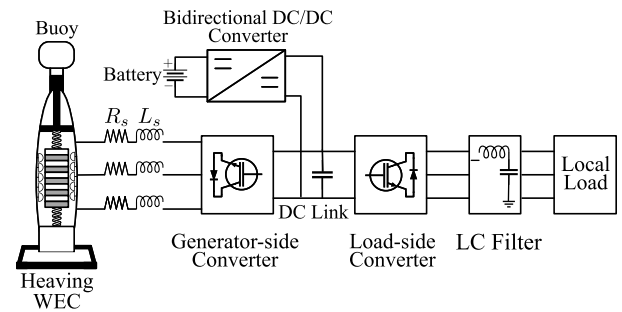 Bidirectional DC/DC
Converter
Buoy
Battery
+
−
R_s L_s
DC Link
Local
Load
Generator-side
Converter
Load-side
Converter
LC Filter
Heaving
WEC